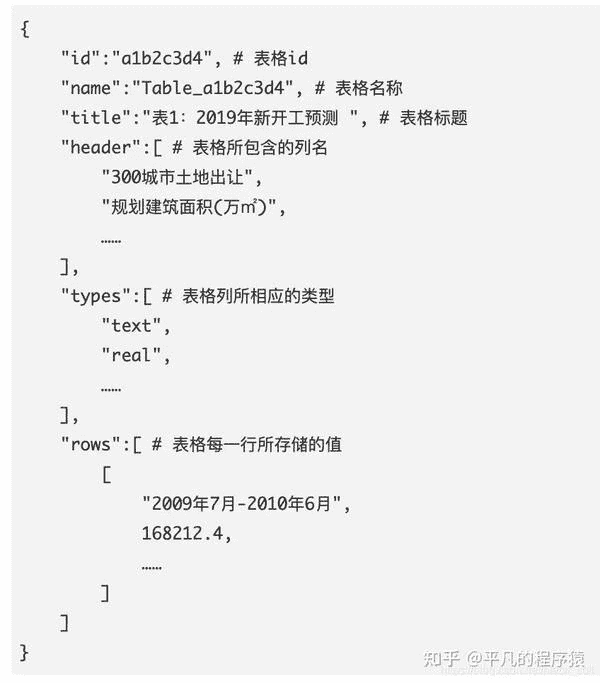 {
"id":"a1b2c3d4", # 表格id
"name":"Table_a1b2c3d4", # 表格名称
"title":"表1：2019年新开工预测 ", # 表格标题
"header":[ # 表格所包含的列名
"300城市土地出让",
"规划建筑面积(万㎡)",
……
],
"types":[ # 表格列所相应的类型
"text",
"real",
……
],
"rows":[ # 表格每一行所存储的值
[
"2009年7月-2010年6月",
168212.4,
……
]
]
}
知乎 @平凡的程序猿